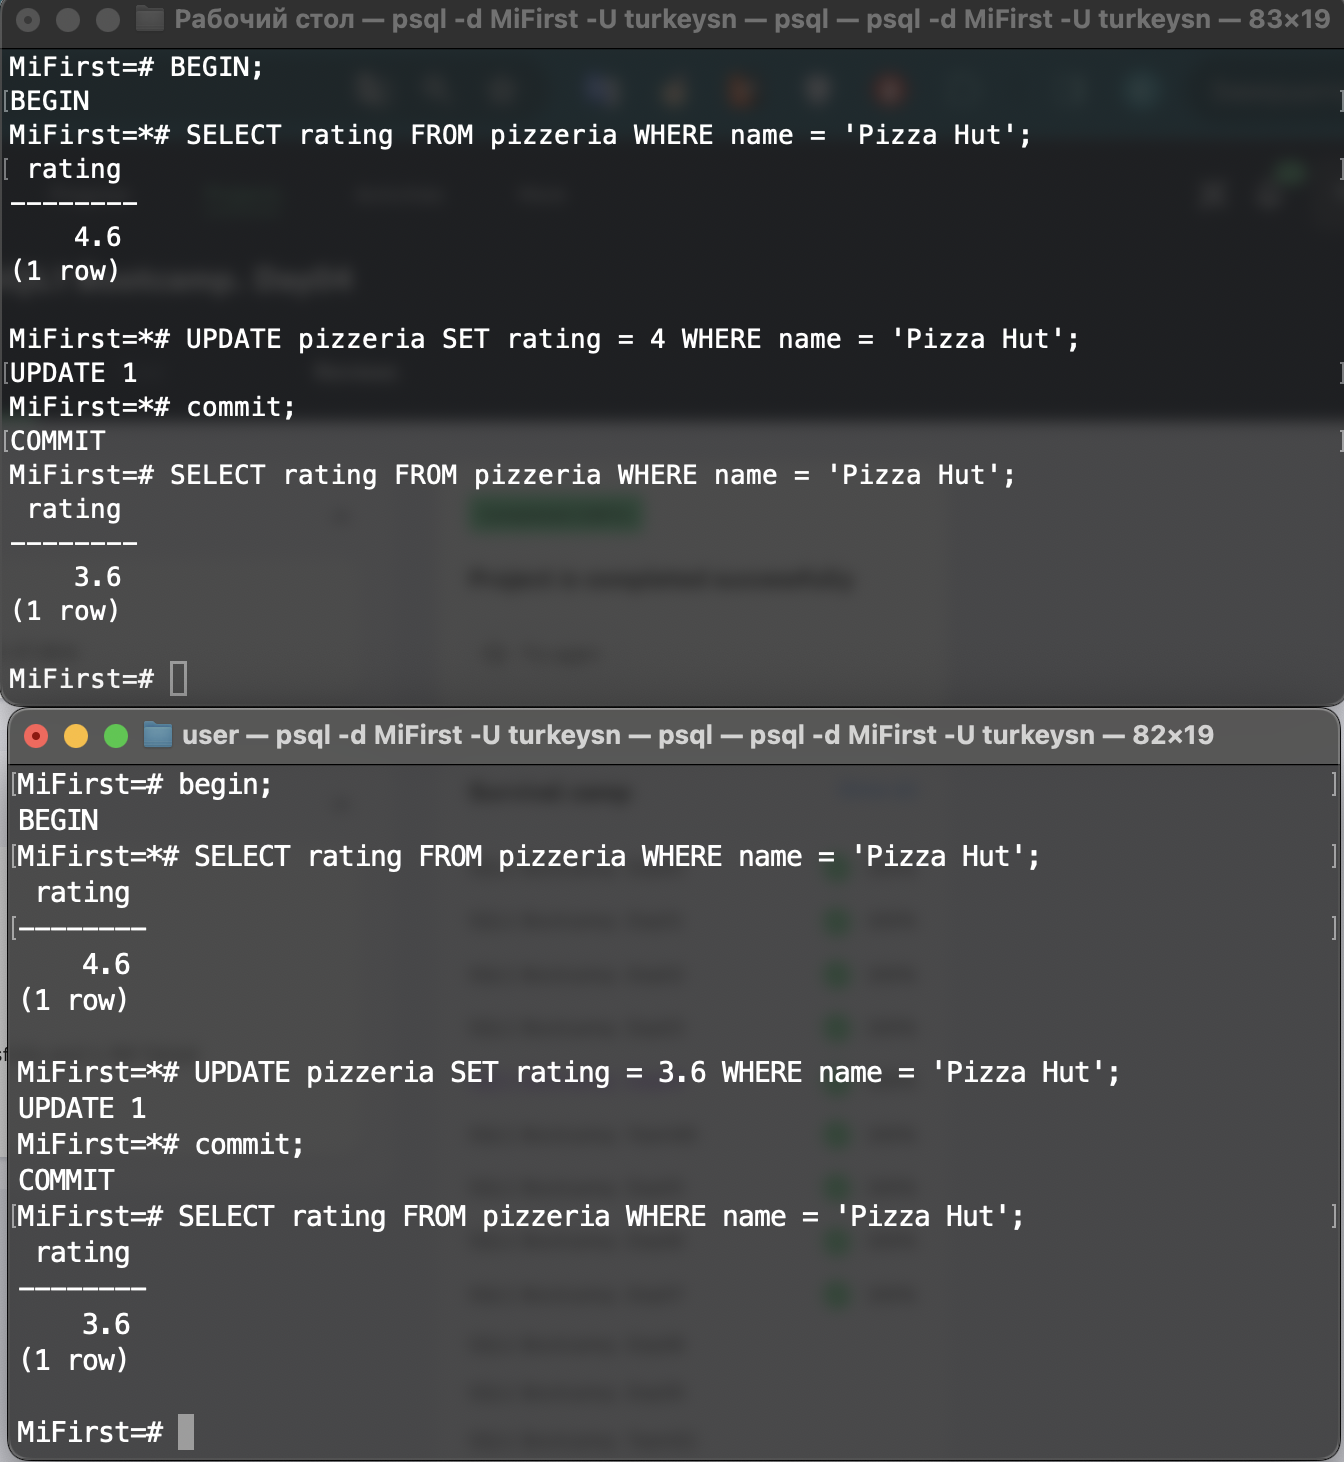 Рабочий стол — psql -d MiFirst -U turkeysn — psql — psql -d MiFirst -U turkeysn — 83×19
MiFirst=# BEGIN;
BEGIN
MiFirst=*# SELECT rating FROM pizzeria WHERE name = 'Pizza Hut';
rating
--------
4.6
(1 row)
MiFirst=*# UPDATE pizzeria SET rating = 4 WHERE name = 'Pizza Hut';
UPDATE 1
MiFirst=*# commit;
COMMIT
MiFirst=# SELECT rating FROM pizzeria WHERE name = 'Pizza Hut';
rating
--------
3.6
(1 row)
MiFirst=#
user — psql -d MiFirst -U turkeysn — psql — psql -d MiFirst -U turkeysn — 82×19
MiFirst=# begin;
BEGIN
MiFirst=*# SELECT rating FROM pizzeria WHERE name = 'Pizza Hut';
rating
--------
4.6
(1 row)
MiFirst=*# UPDATE pizzeria SET rating = 3.6 WHERE name = 'Pizza Hut';
UPDATE 1
MiFirst=*# commit;
COMMIT
MiFirst=# SELECT rating FROM pizzeria WHERE name = 'Pizza Hut';
rating
--------
3.6
(1 row)
MiFirst=#